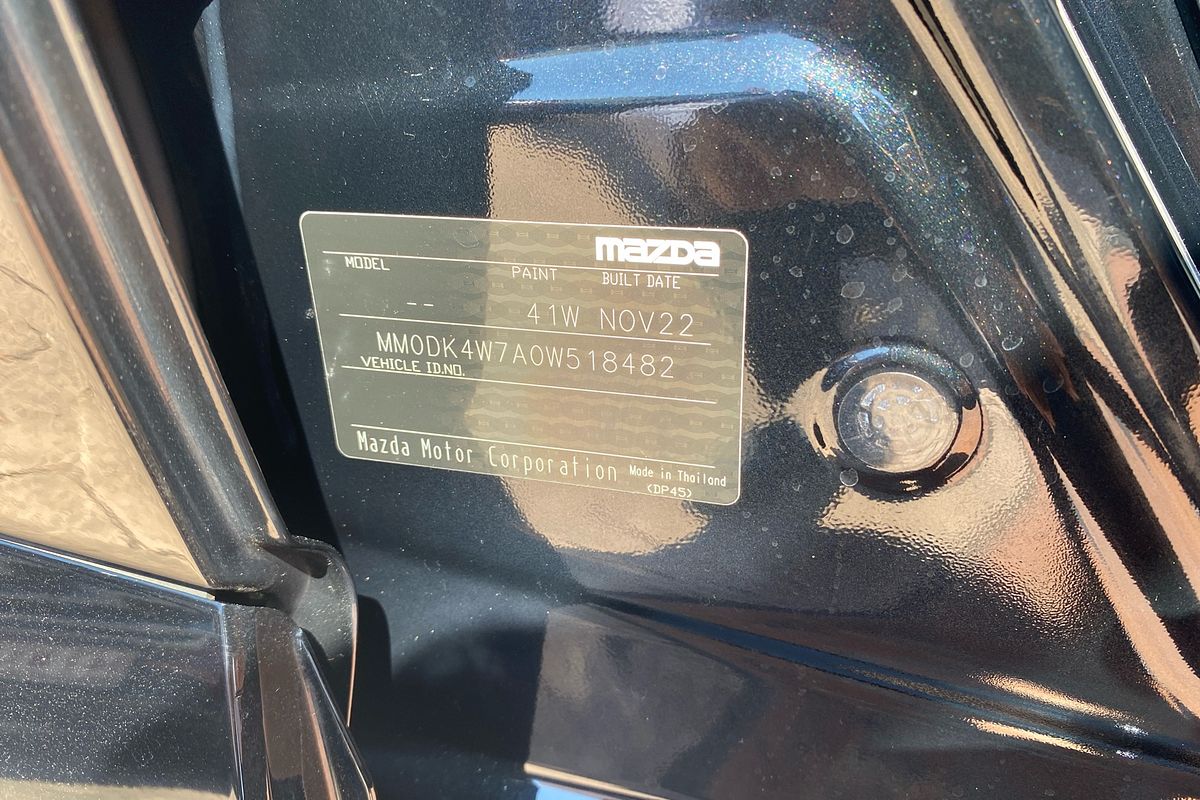 mazda
MODEL PAINT BUILT DATE
-- 41W NOV22
MM0DK4W7A0W518482
VEHICLE ID.NO.
Mazda Motor Corporation Made in Thailand
(DP45)